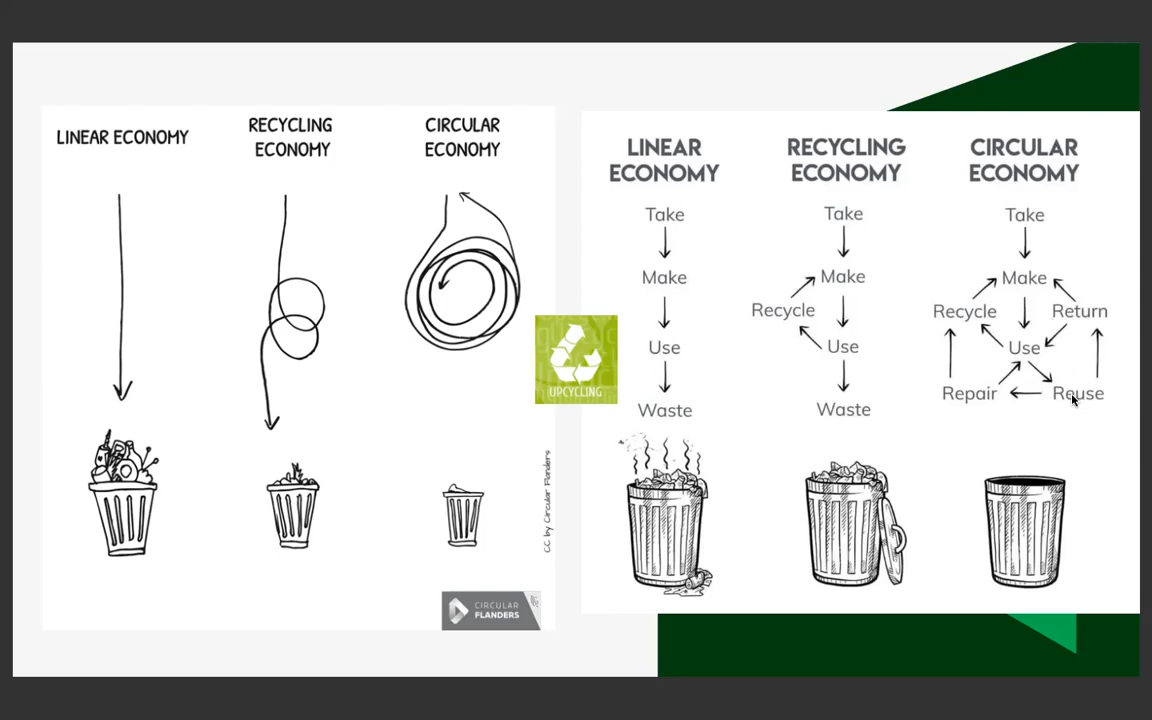 LINEAR ECONOMY
RECYCLING
ECONOMY
CIRCULAR
ECONOMY
CC by Circular Flanders
CIRCULAR
FLANDERS
UPCYCLING
LINEAR
ECONOMY
Take
Make
Use
Waste
RECYCLING
ECONOMY
Take
Make
Recycle
Use
Waste
CIRCULAR
ECONOMY
Take
Make
Recycle
Return
Use
Repair
Reuse